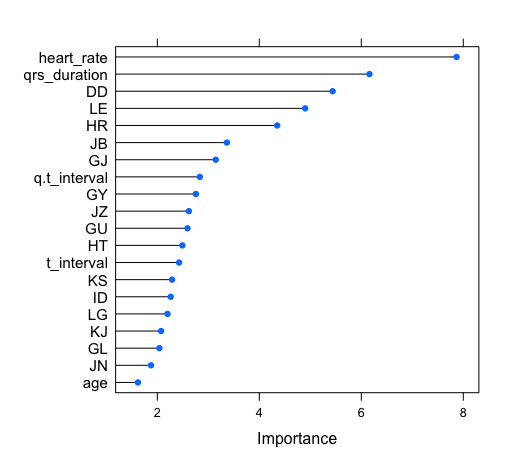 heart_rate
qrs_duration
DD
LE
HR
JB
GJ
q.t_interval
GY
JZ
GU
HT
t_interval
KS
ID
LG
KJ
GL
JN
age
2 4 6 8
Importance